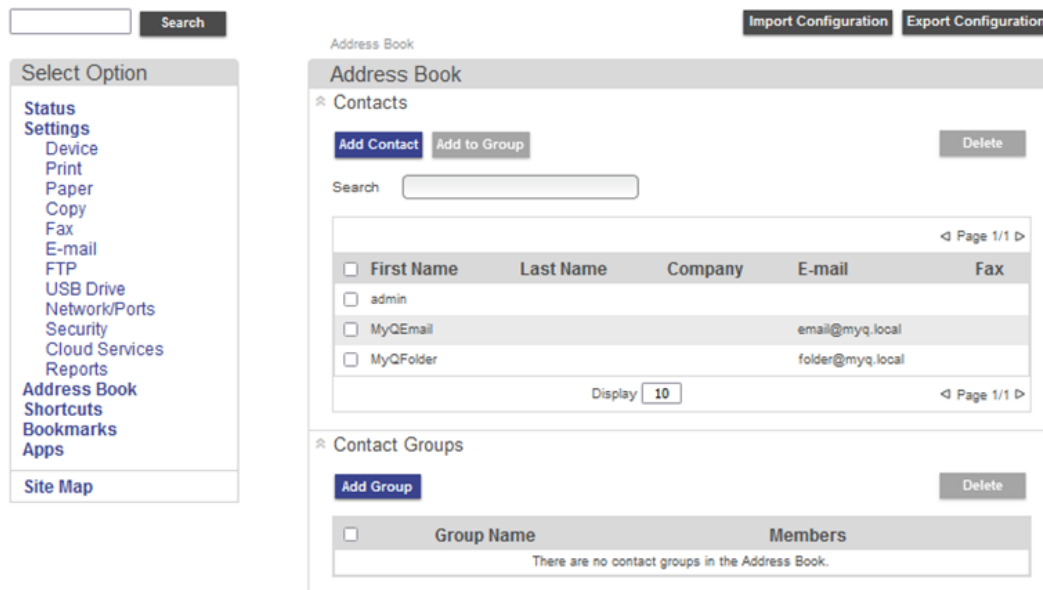 Search
Import Configuration
Export Configuration
Address Book
Select Option
Status
Settings
Device
Print
Paper
Copy
Fax
E-mail
FTP
USB Drive
Network/Ports
Security
Cloud Services
Reports
Address Book
Shortcuts
Bookmarks
Apps
Site Map
Address Book
Contacts
Add Contact Add to Group Delete
Search
Page 1/1
First Name Last Name Company E-mail Fax
admin
MyQEmail email@myq.local
MyQFolder folder@myq.local
Display 10 Page 1/1
Contact Groups
Add Group Delete
Group Name Members
There are no contact groups in the Address Book.